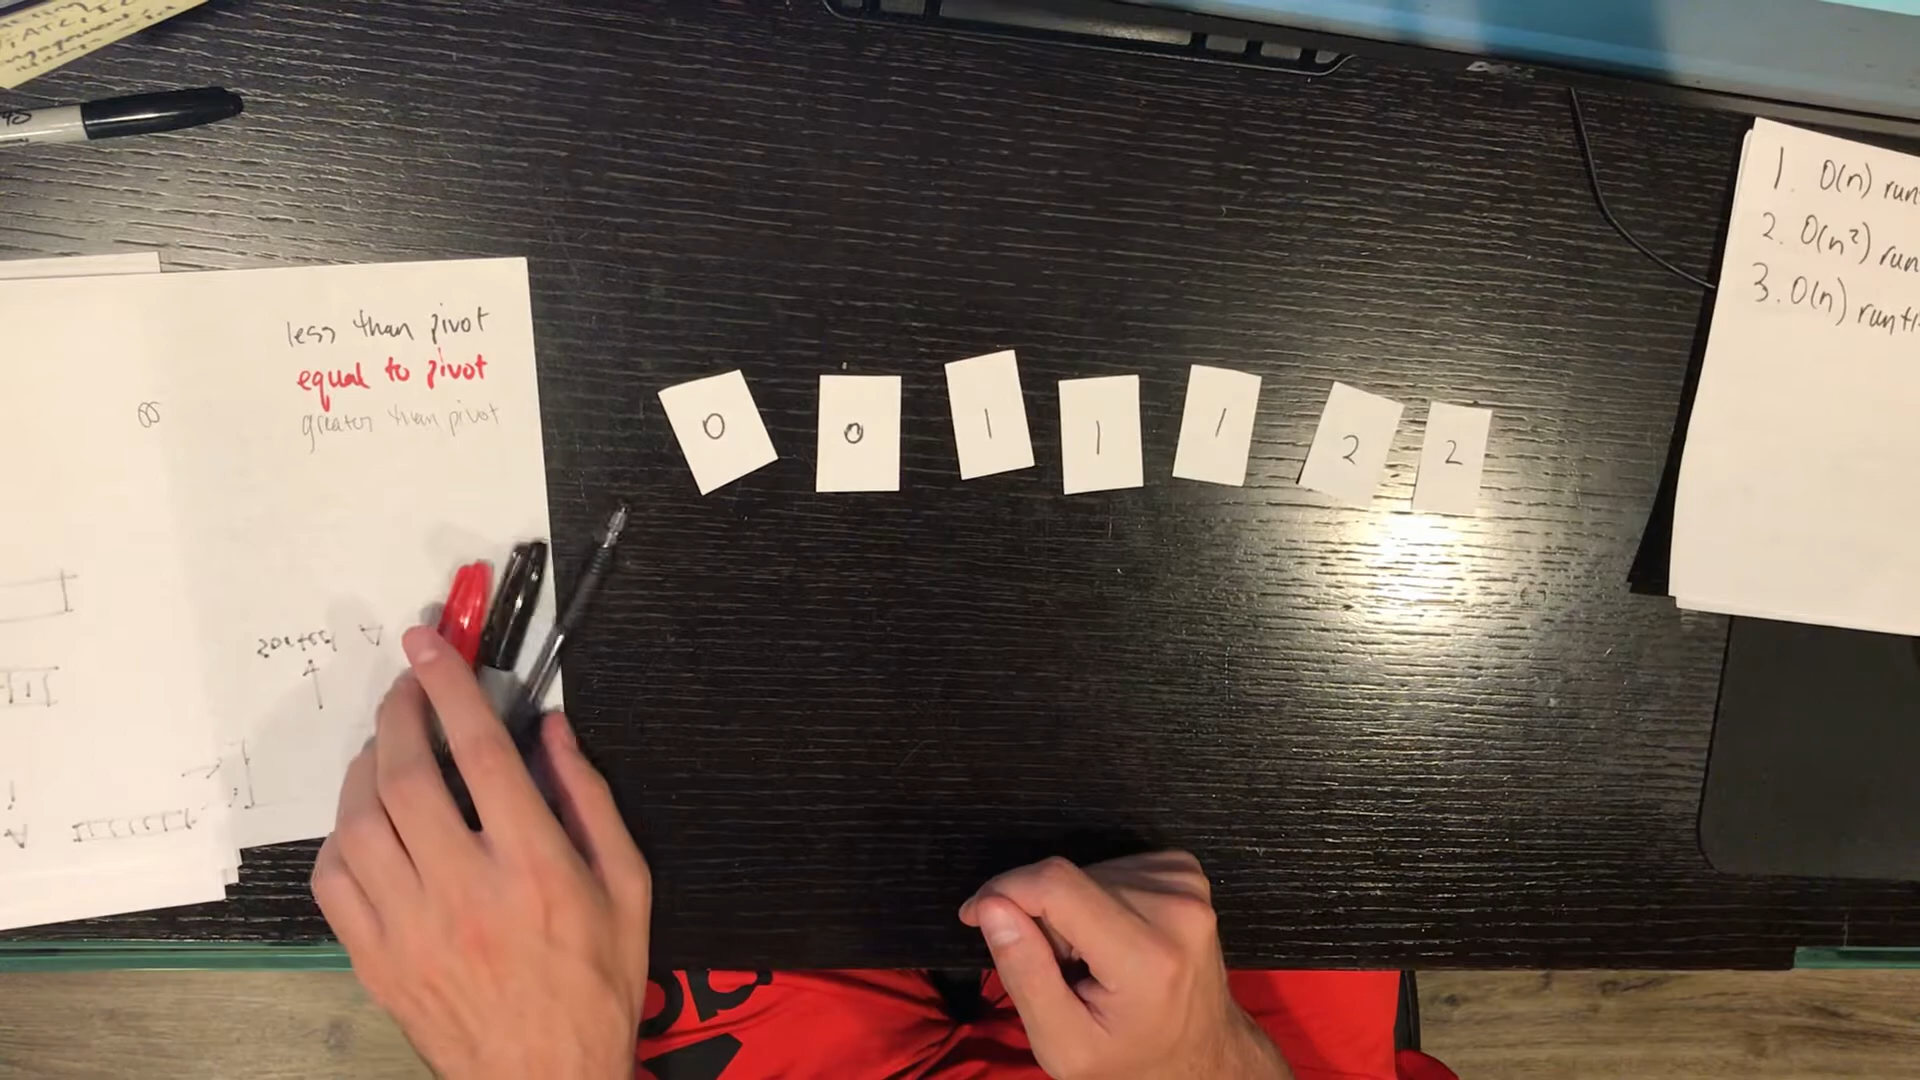 less than pivot
equal to pivot
greater than pivot
0 0 1 1 1 2 2
1. O(n) run
2. O(n²) run
3. O(n) runt